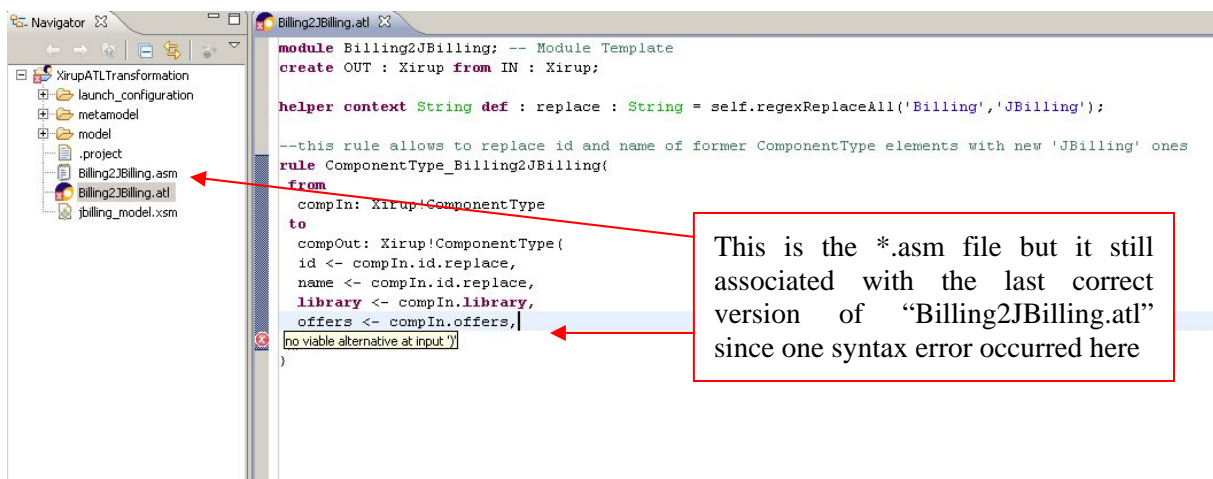 Navigator
Billing2JBilling.atl
XirupATLTransformation
launch_configuration
metamodel
model
.project
Billing2JBilling.asm
Billing2JBilling.atl
jbilling_model.xsm
module Billing2JBilling; -- Module Template
create OUT : Xirup from IN : Xirup;
helper context String def : replace : String = self.regexReplaceAll('Billing','JBilling');
--this rule allows to replace id and name of former ComponentType elements with new 'JBilling' ones
rule ComponentType_Billing2JBilling{
from
compIn: Xirup!ComponentType
to
compOut: Xirup!ComponentType(
id <- compIn.id.replace,
name <- compIn.id.replace,
library <- compIn.library,
offers <- compIn.offers,
no viable alternative at input ')'
}
This is the *.asm file but it still
associated with the last correct
version of “Billing2JBilling.atl”
since one syntax error occurred here